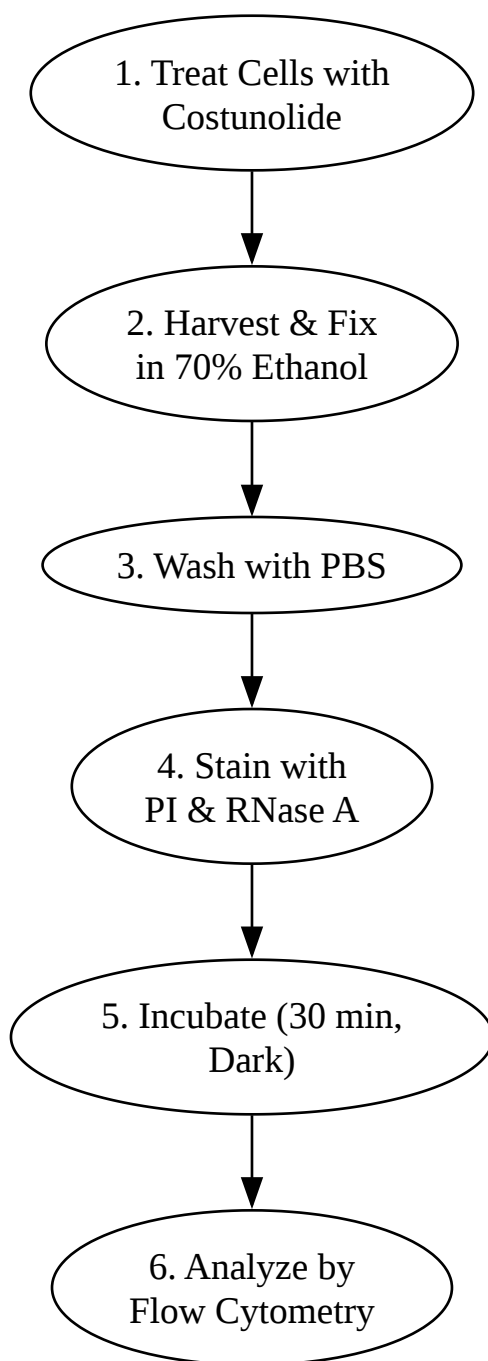 1. Treat Cells with
Costunolide
2. Harvest & Fix
in 70% Ethanol
3. Wash with PBS
4. Stain with
PI & RNase A
5. Incubate (30 min,
Dark)
6. Analyze by
Flow Cytometry